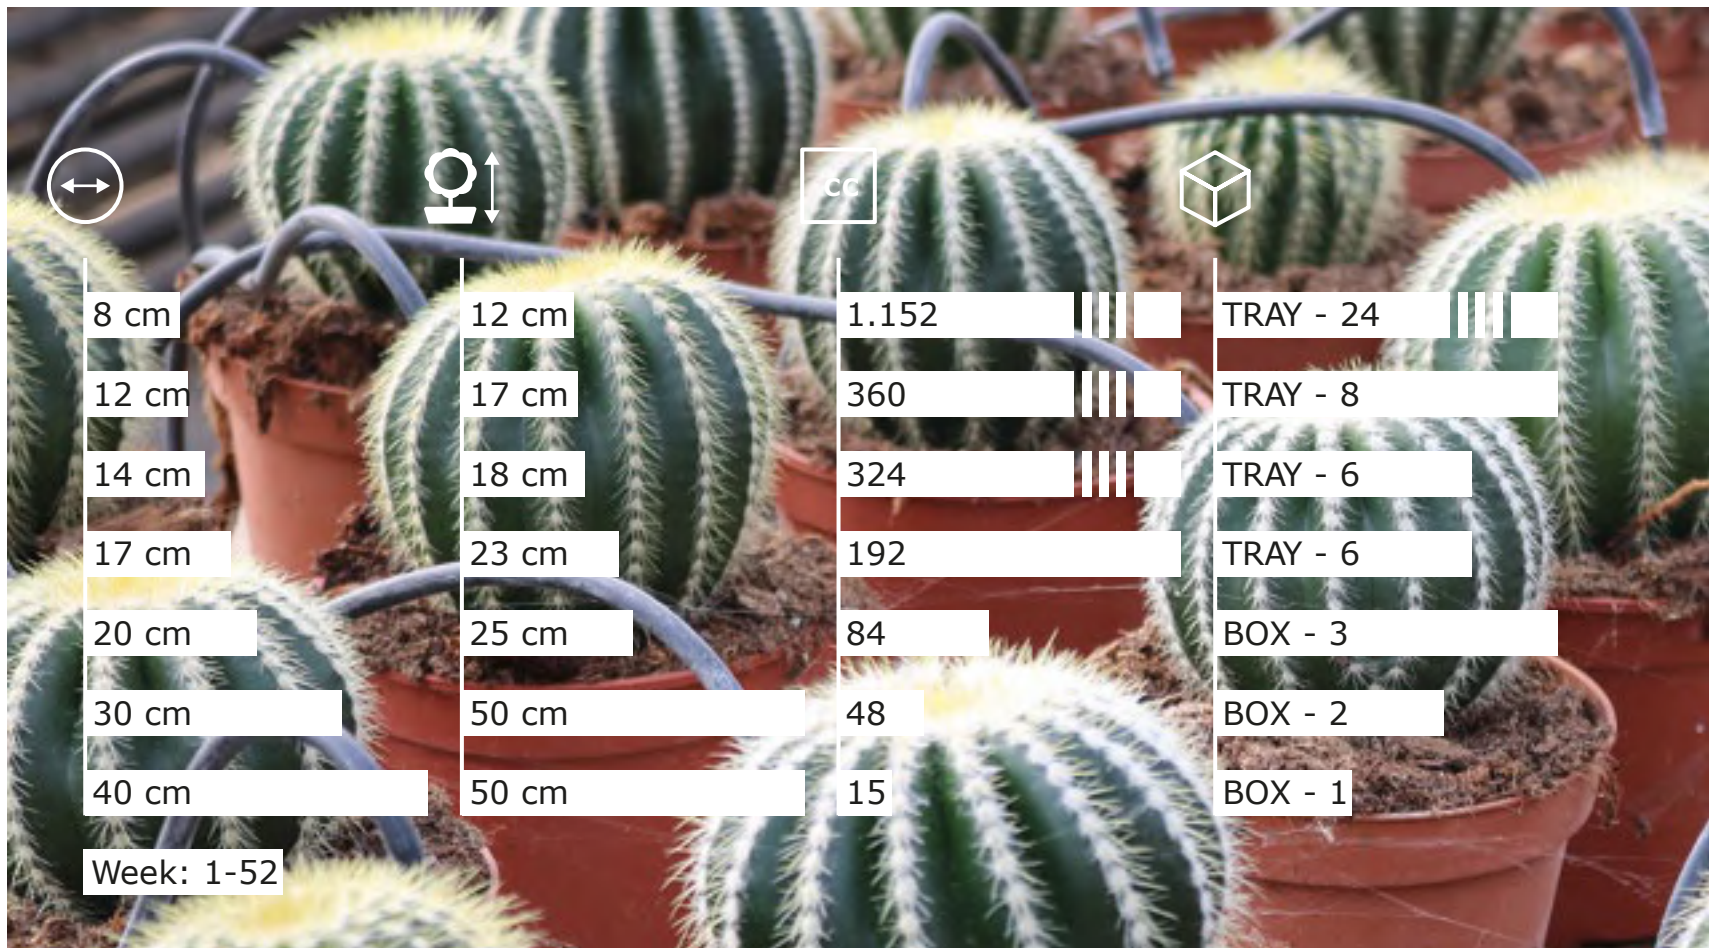 CC
8 cm 12 cm 1.152 TRAY - 24
12 cm 17 cm 360 TRAY - 8
14 cm 18 cm 324 TRAY - 6
17 cm 23 cm 192 TRAY - 6
20 cm 25 cm 84 BOX - 3
30 cm 50 cm 48 BOX - 2
40 cm 50 cm 15 BOX - 1
Week: 1-52